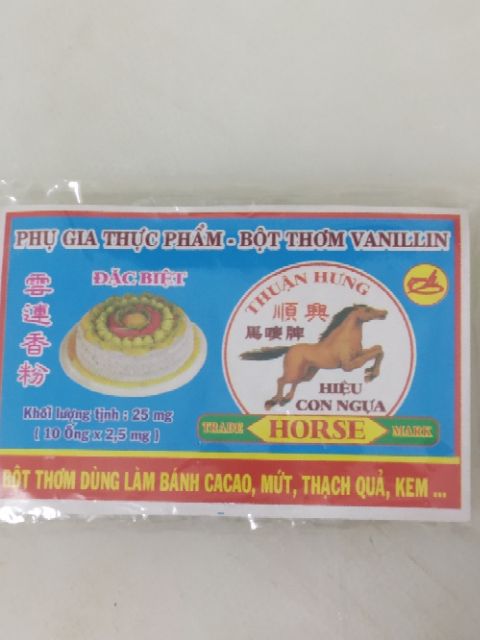 PHỤ GIA THỰC PHẨM - BỘT THƠM VANILLIN
雲連香粉
ĐẶC BIỆT
Khối lượng tịnh : 25 mg
( 10 Ống x 2,5 mg )
THUẬN HƯNG
順興
馬嘜牌
HIỆU
CON NGỰA
TRADE HORSE MARK
BỘT THƠM DÙNG LÀM BÁNH CACAO, MỨT, THẠCH QUẢ, KEM ...